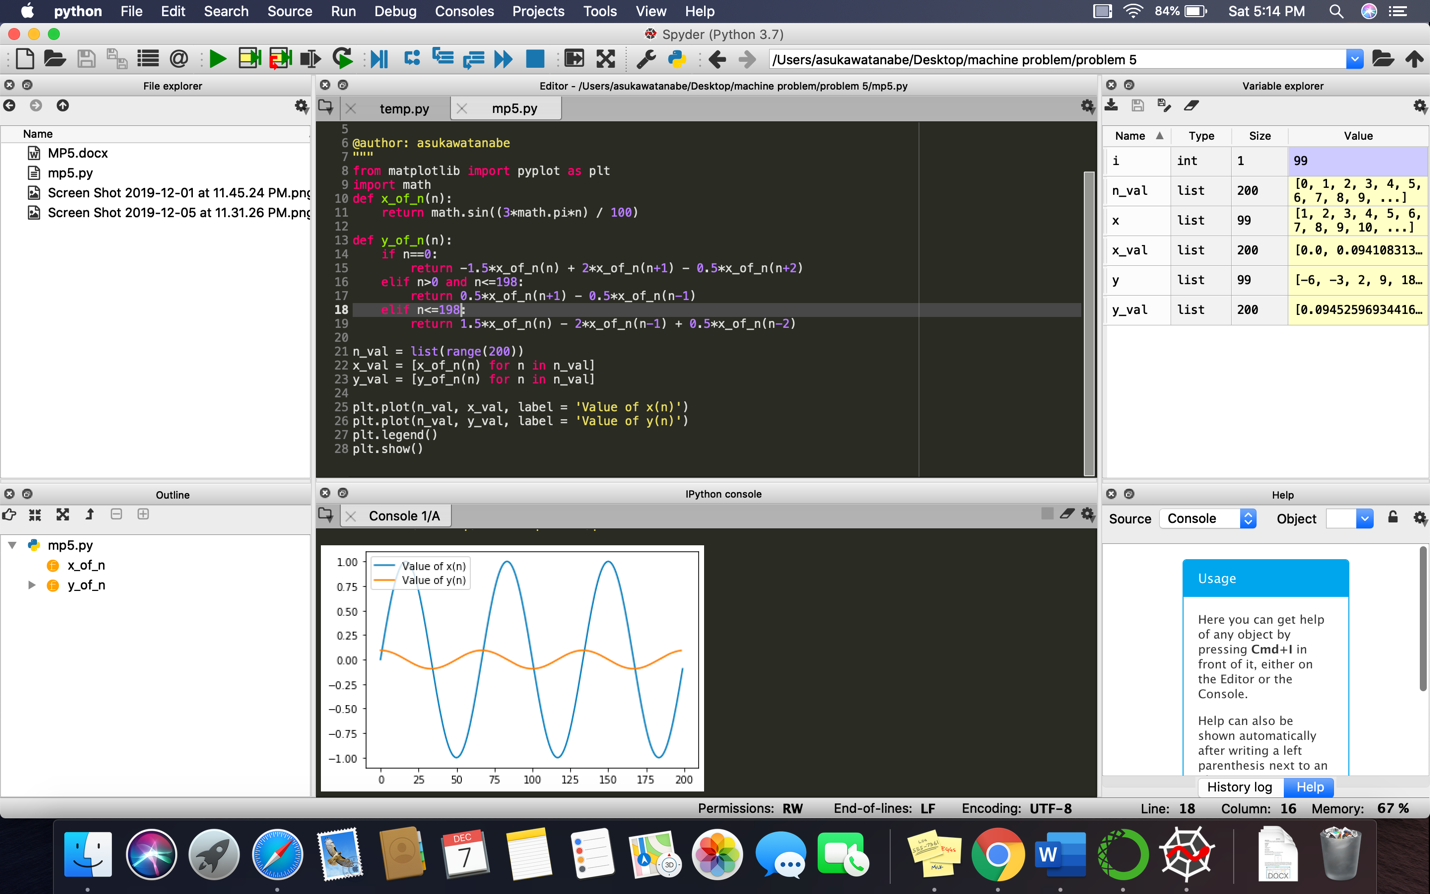 python File Edit Search Source Run Debug Consoles Projects Tools View Help 84% Sat 5:14 PM
Spyder (Python 3.7)
/Users/asukawatanabe/Desktop/machine problem/problem 5
File explorer
Name
MP5.docx
mp5.py
Screen Shot 2019-12-01 at 11.45.24 PM.png
Screen Shot 2019-12-05 at 11.31.26 PM.png
Editor - /Users/asukawatanabe/Desktop/machine problem/problem 5/mp5.py
temp.py mp5.py
5
6 @author: asukawatanabe
7 """
8 from matplotlib import pyplot as plt
9 import math
10 def x_of_n(n):
11 return math.sin((3*math.pi*n) / 100)
12
13 def y_of_n(n):
14 if n==0:
15 return -1.5*x_of_n(n) + 2*x_of_n(n+1) - 0.5*x_of_n(n+2)
16 elif n>0 and n<=198:
17 return 0.5*x_of_n(n+1) - 0.5*x_of_n(n-1)
18 elif n<=198:
19 return 1.5*x_of_n(n) - 2*x_of_n(n-1) + 0.5*x_of_n(n-2)
20
21 n_val = list(range(200))
22 x_val = [x_of_n(n) for n in n_val]
23 y_val = [y_of_n(n) for n in n_val]
24
25 plt.plot(n_val, x_val, label = 'Value of x(n)')
26 plt.plot(n_val, y_val, label = 'Value of y(n)')
27 plt.legend()
28 plt.show()
Variable explorer
Name Type Size Value
i int 1 99
n_val list 200 [0, 1, 2, 3, 4, 5,
6, 7, 8, 9, ...]
x list 99 [1, 2, 3, 4, 5, 6,
7, 8, 9, 10, ...]
x_val list 200 [0.0, 0.094108313...
y list 99 [-6, -3, 2, 9, 18...
y_val list 200 [0.09452596934416...
Outline
mp5.py
x_of_n
y_of_n
IPython console
Console 1/A
Value of x(n)
Value of y(n)
1.00
0.75
0.50
0.25
0.00
−0.25
−0.50
−0.75
−1.00
0 25 50 75 100 125 150 175 200
Help
Source Console Object
Usage
Here you can get help
of any object by
pressing Cmd+I in
front of it, either on
the Editor or the
Console.
Help can also be
shown automatically
after writing a left
parenthesis next to an
History log Help
Permissions: RW End-of-lines: LF Encoding: UTF-8 Line: 18 Column: 16 Memory: 67 %
DEC
7
3D
W
DOCX